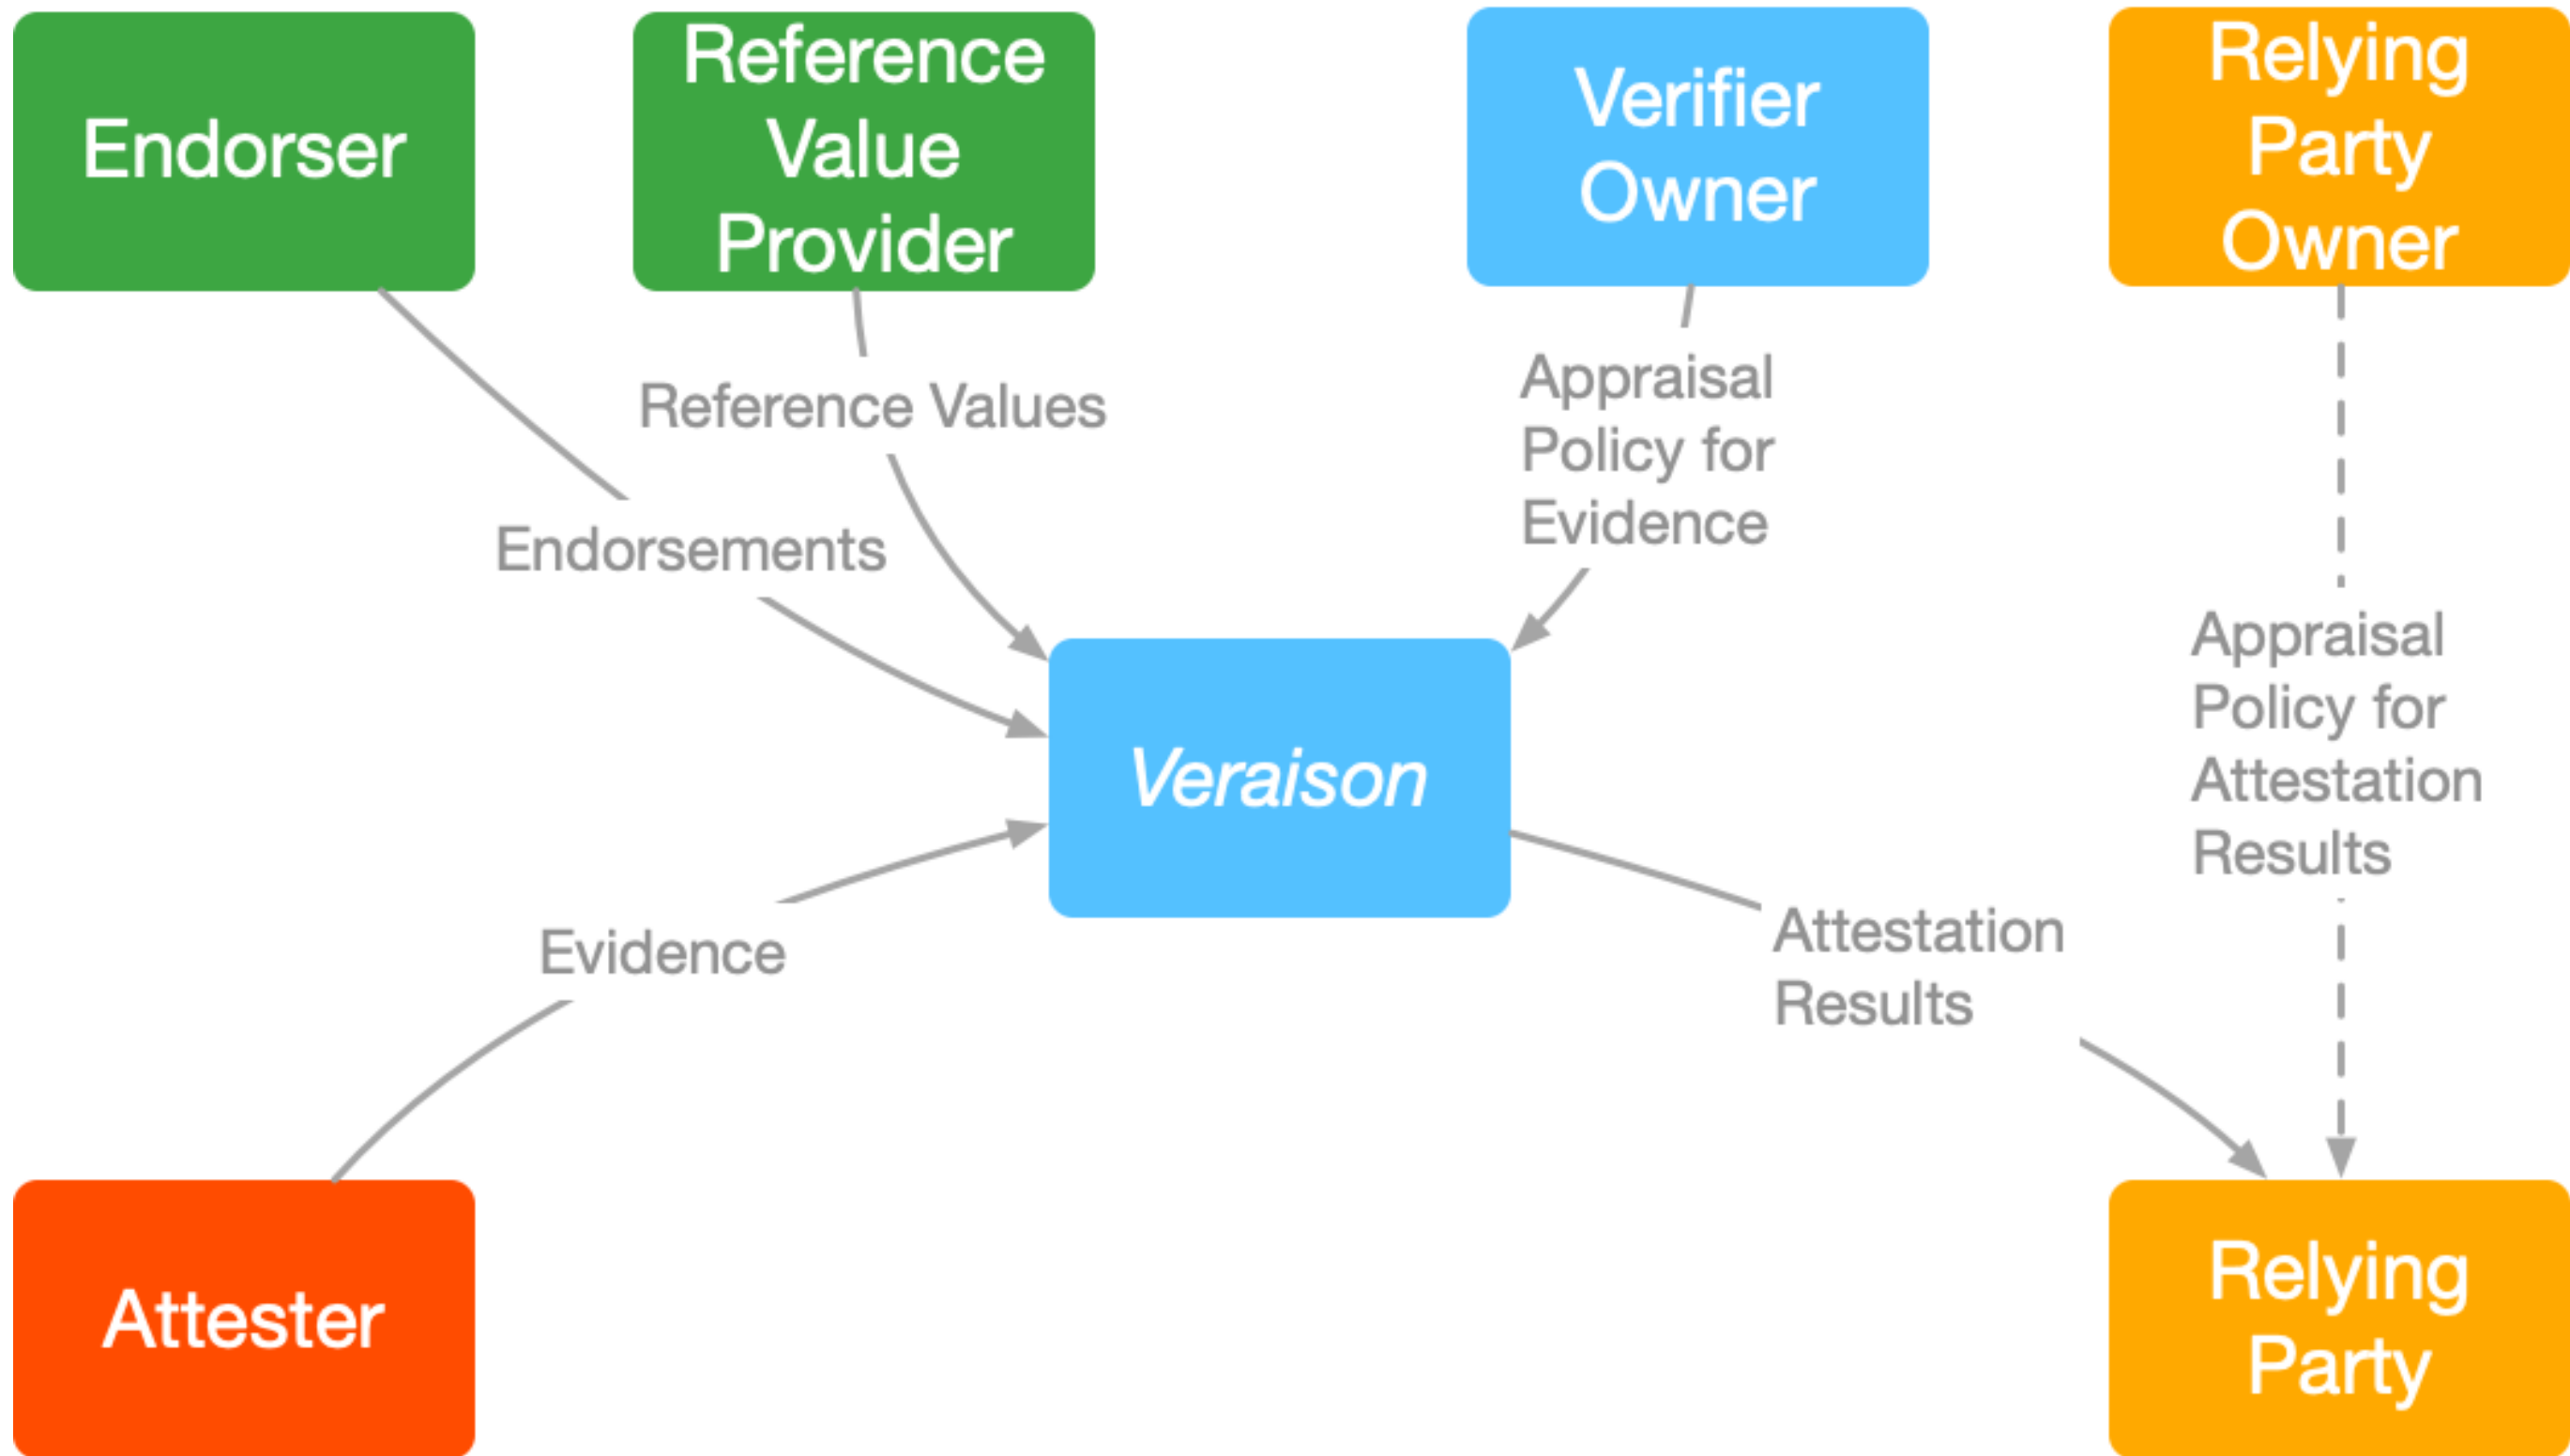 Endorser
Reference
Value
Provider
Verifier
Owner
Relying
Party
Owner
Reference Values
Appraisal
Policy for
Evidence
Endorsements
Appraisal
Policy for
Attestation
Results
Veraison
Evidence
Attestation
Results
Attester
Relying
Party